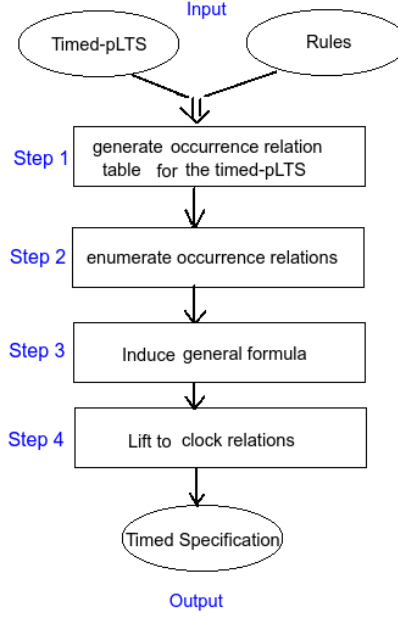 Input
Timed-pLTS
Rules
Step 1
generate occurrence relation
table for the timed-pLTS
Step 2
enumerate occurrence relations
Step 3
Induce general formula
Step 4
Lift to clock relations
Timed Specification
Output